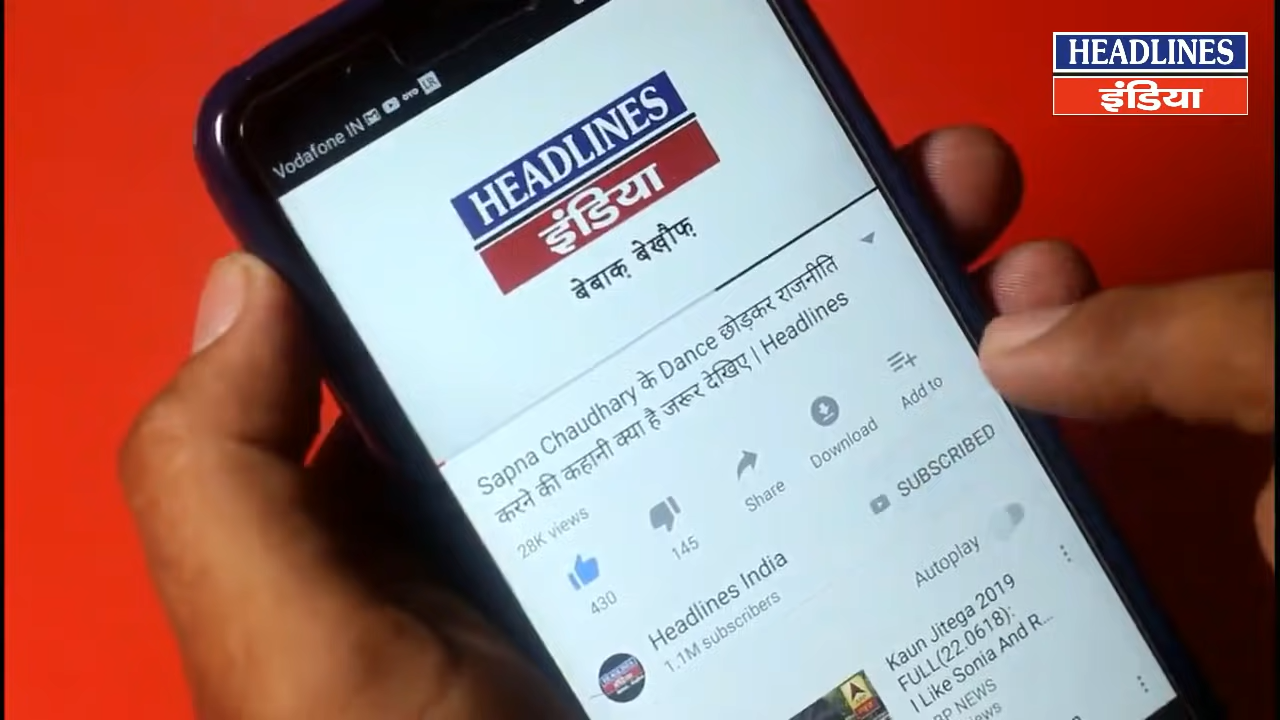 HEADLINES
इंडिया
Vodafone IN
HEADLINES
इंडिया
बेबाक़ बेखौफ़
Sapna Chaudhary के Dance छोड़कर राजनीति
करने की कहानी क्या है जरूर देखिए | Headlines
28K views
430
145
Share
Download
Add to
Headlines India
1.1M subscribers
SUBSCRIBED
Autoplay
HEADLINES
इंडिया
Kaun Jitega 2019
FULL(22.0618):
I Like Sonia And R...
BP NEWS
iews